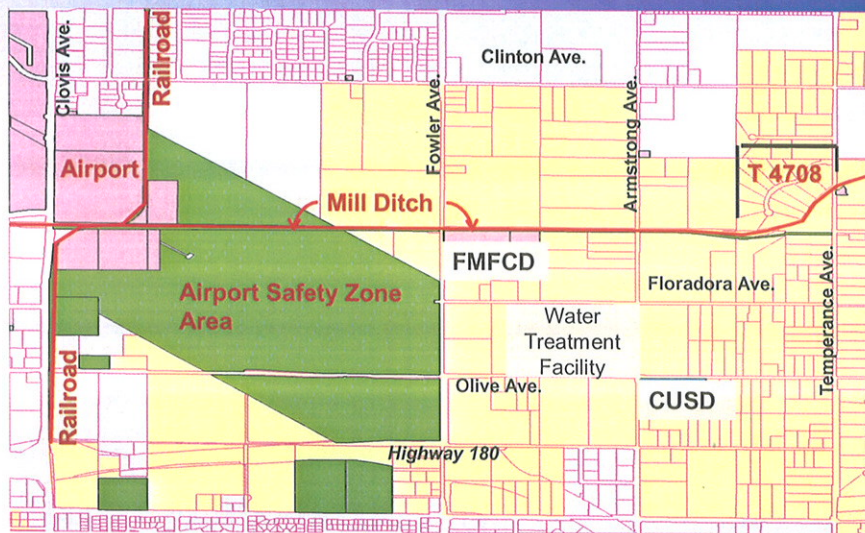 Clinton Ave.
Clovis Ave.
Railroad
Fowler Ave.
Armstrong Ave.
Airport
T 4708
Mill Ditch
FMFCD
Floradora Ave.
Airport Safety Zone
Area
Water
Treatment
Facility
Temperance Ave.
Railroad
Olive Ave.
CUSD
Highway 180